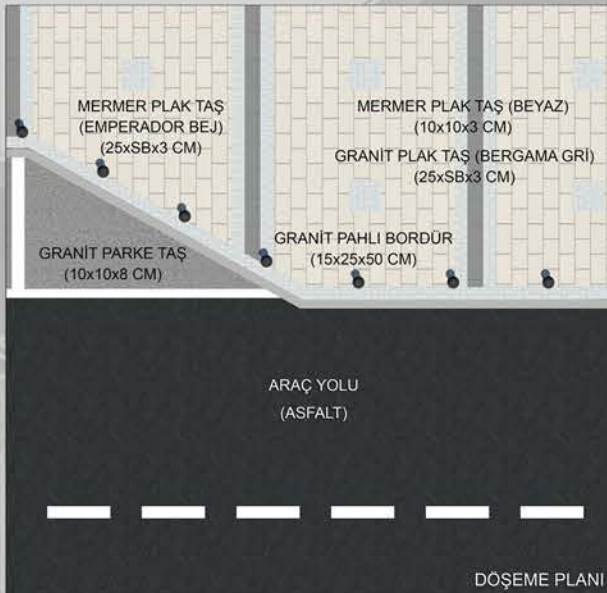 MERMER PLAK TAŞ
(EMPERADOR BEJ)
(25xSBx3 CM)
MERMER PLAK TAŞ (BEYAZ)
(10x10x3 CM)
GRANİT PLAK TAŞ (BERGAMA GRİ)
(25xSBx3 CM)
GRANİT PARKE TAŞ
(10x10x8 CM)
GRANİT PAHLI BORDÜR
(15x25x50 CM)
ARAÇ YOLU
(ASFALT)
DÖŞEME PLANI